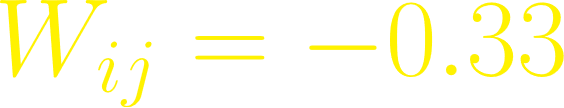 W_{ij} = -0.33